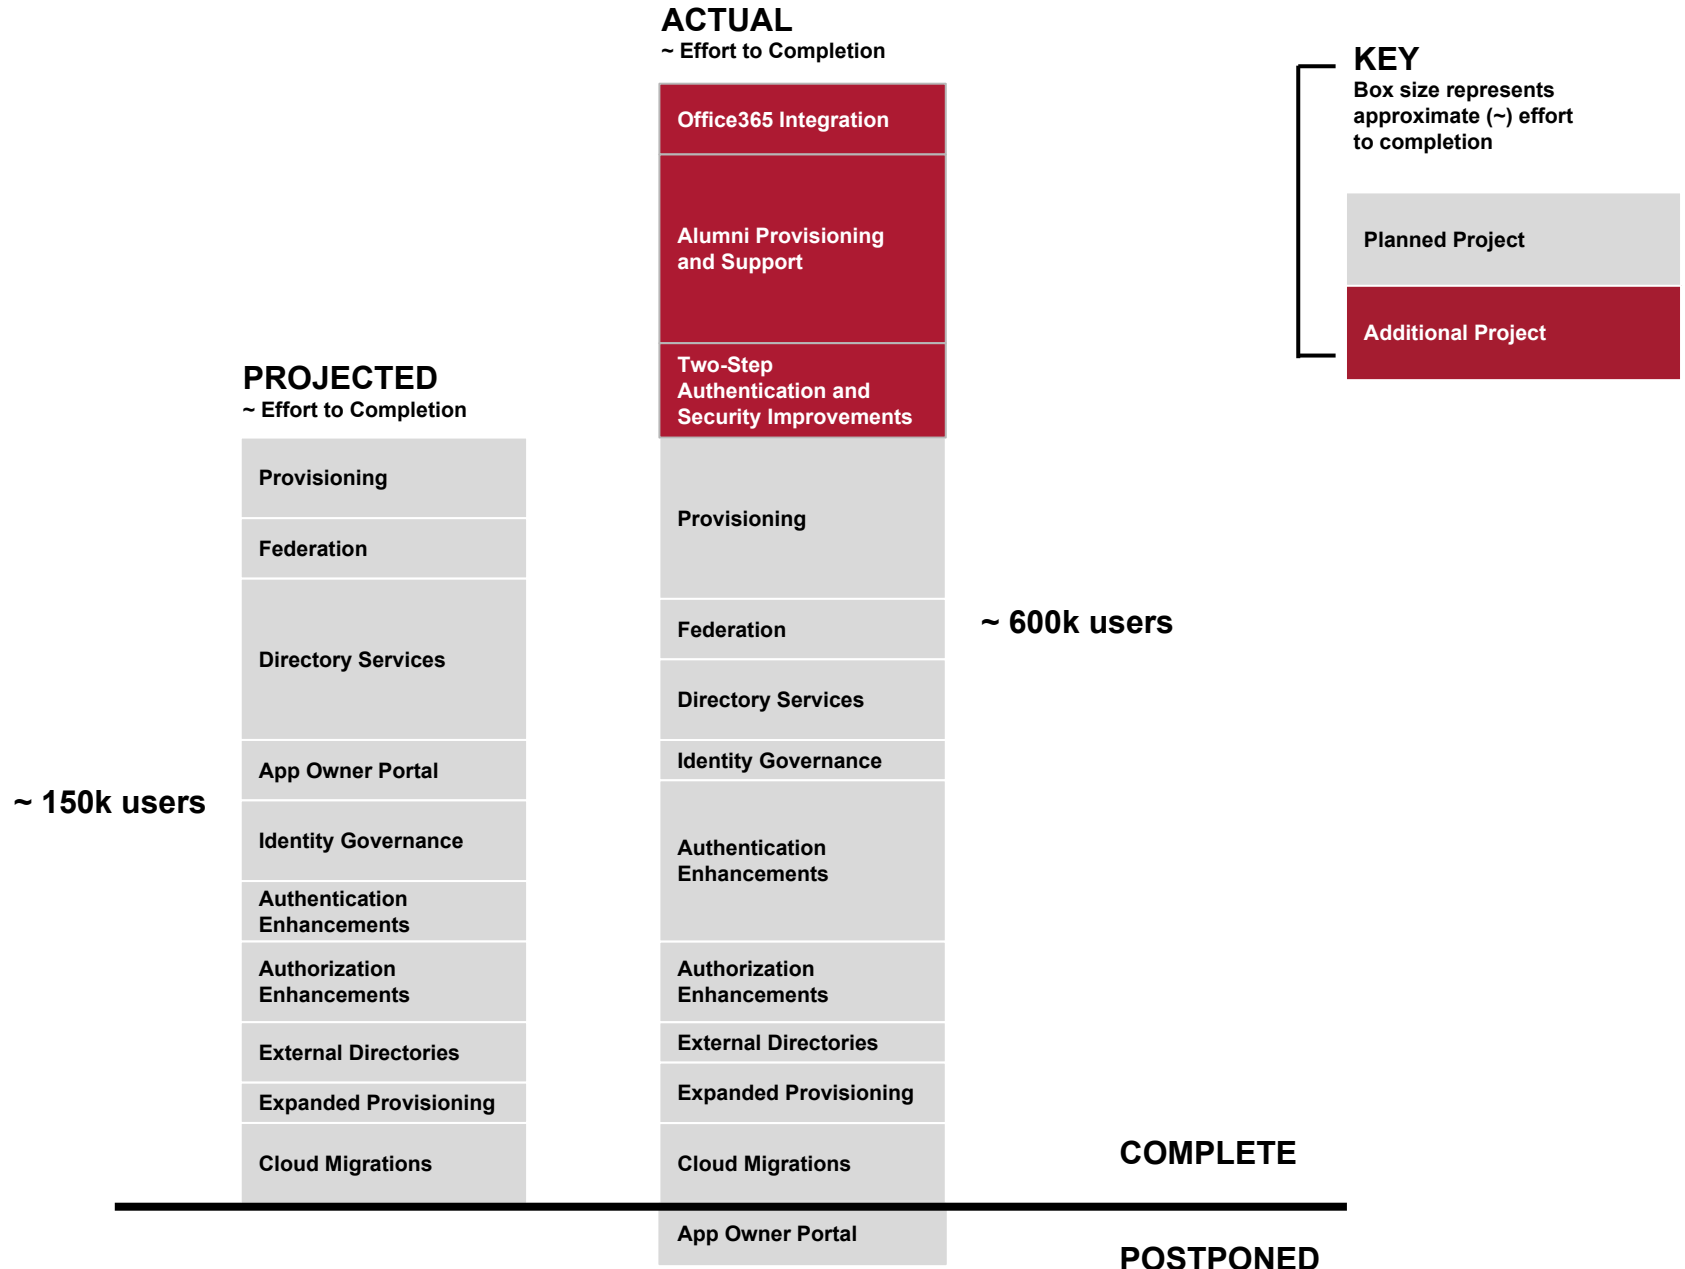 ACTUAL
~ Effort to Completion
Office365 Integration
Alumni Provisioning
and Support
Two-Step
Authentication and
Security Improvements
Provisioning
Federation
Directory Services
Identity Governance
Authentication
Enhancements
Authorization
Enhancements
External Directories
Expanded Provisioning
Cloud Migrations
App Owner Portal
~ 600k users
PROJECTED
~ Effort to Completion
Provisioning
Federation
Directory Services
App Owner Portal
Identity Governance
Authentication
Enhancements
Authorization
Enhancements
External Directories
Expanded Provisioning
Cloud Migrations
~ 150k users
KEY
Box size represents
approximate (~) effort
to completion
Planned Project
Additional Project
COMPLETE
POSTPONED